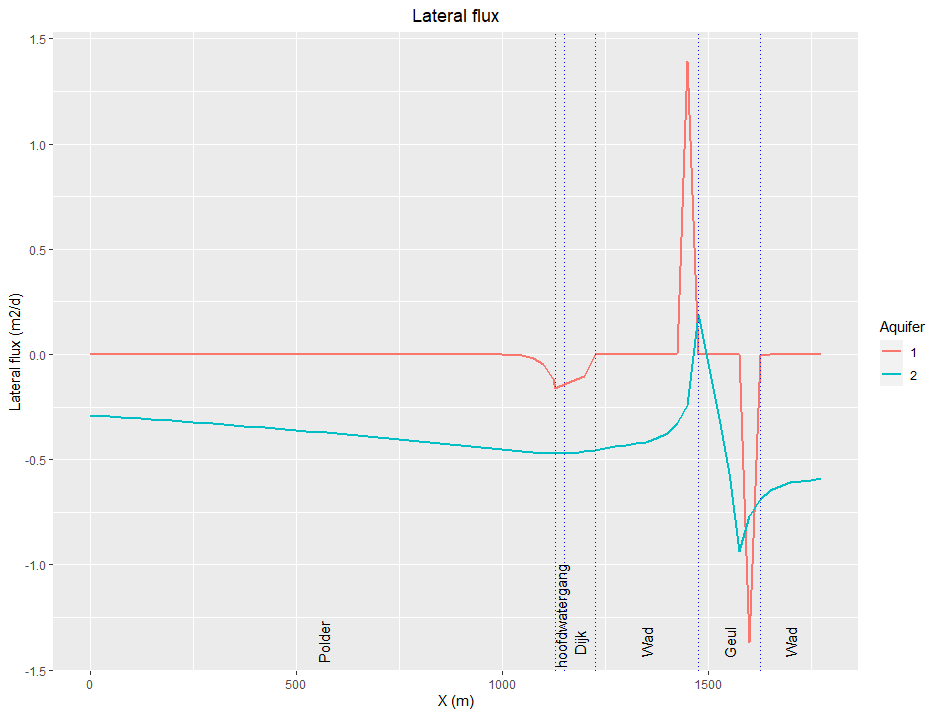 Lateral flux
1.5
1.0
0.5
0.0
-0.5
-1.0
-1.5
Lateral flux (m2/d)
Polder
hoofdwatergang
Dijk
Wad
Geul
Wad
0
500
1000
1500
X (m)
Aquifer
1
2